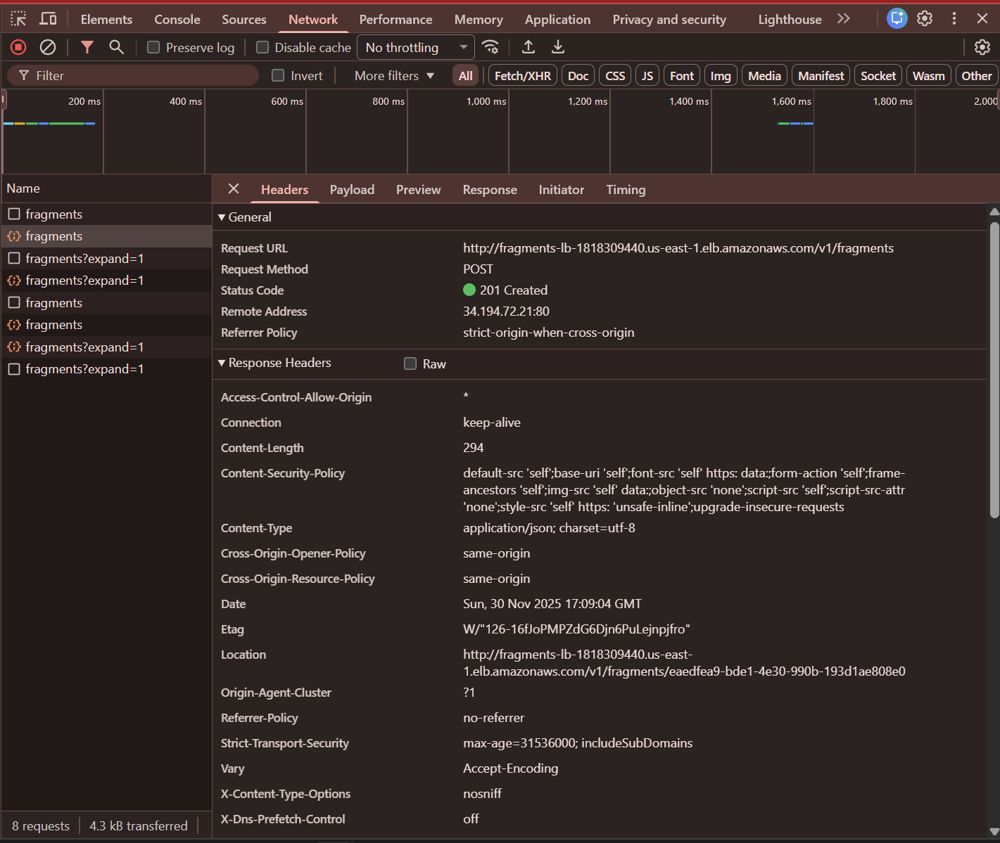 Elements Console Sources Network Performance Memory Application Privacy and security Lighthouse
Preserve log Disable cache No throttling
Filter Invert More filters All Fetch/XHR Doc CSS JS Font Img Media Manifest Socket Wasm Other
200 ms 400 ms 600 ms 800 ms 1,000 ms 1,200 ms 1,400 ms 1,600 ms 1,800 ms 2,000
Name
fragments
fragments
fragments?expand=1
fragments?expand=1
fragments
fragments
fragments?expand=1
fragments?expand=1
8 requests 4.3 kB transferred
Headers Payload Preview Response Initiator Timing
General
Request URL http://fragments-lb-1818309440.us-east-1.elb.amazonaws.com/v1/fragments
Request Method POST
Status Code 201 Created
Remote Address 34.194.72.21:80
Referrer Policy strict-origin-when-cross-origin
Response Headers Raw
Access-Control-Allow-Origin *
Connection keep-alive
Content-Length 294
Content-Security-Policy default-src 'self';base-uri 'self';font-src 'self' https: data:;form-action 'self';frame-
ancestors 'self';img-src 'self' data:;object-src 'none';script-src 'self';script-src-attr
'none';style-src 'self' https: 'unsafe-inline';upgrade-insecure-requests
Content-Type application/json; charset=utf-8
Cross-Origin-Opener-Policy same-origin
Cross-Origin-Resource-Policy same-origin
Date Sun, 30 Nov 2025 17:09:04 GMT
Etag W/"126-16fJoPMPZdG6Djn6PuLejnpjfro"
Location http://fragments-lb-1818309440.us-east-
1.elb.amazonaws.com/v1/fragments/eaedfea9-bde1-4e30-990b-193d1ae808e0
Origin-Agent-Cluster ?1
Referrer-Policy no-referrer
Strict-Transport-Security max-age=31536000; includeSubDomains
Vary Accept-Encoding
X-Content-Type-Options nosniff
X-Dns-Prefetch-Control off